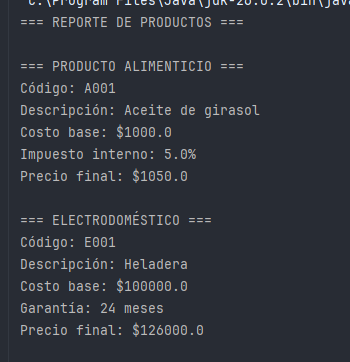 "C:\Program Files\Java\jdk-20.0.2\bin\java
=== REPORTE DE PRODUCTOS ===
=== PRODUCTO ALIMENTICIO ===
Código: A001
Descripción: Aceite de girasol
Costo base: $1000.0
Impuesto interno: 5.0%
Precio final: $1050.0
=== ELECTRODOMÉSTICO ===
Código: E001
Descripción: Heladera
Costo base: $100000.0
Garantía: 24 meses
Precio final: $126000.0